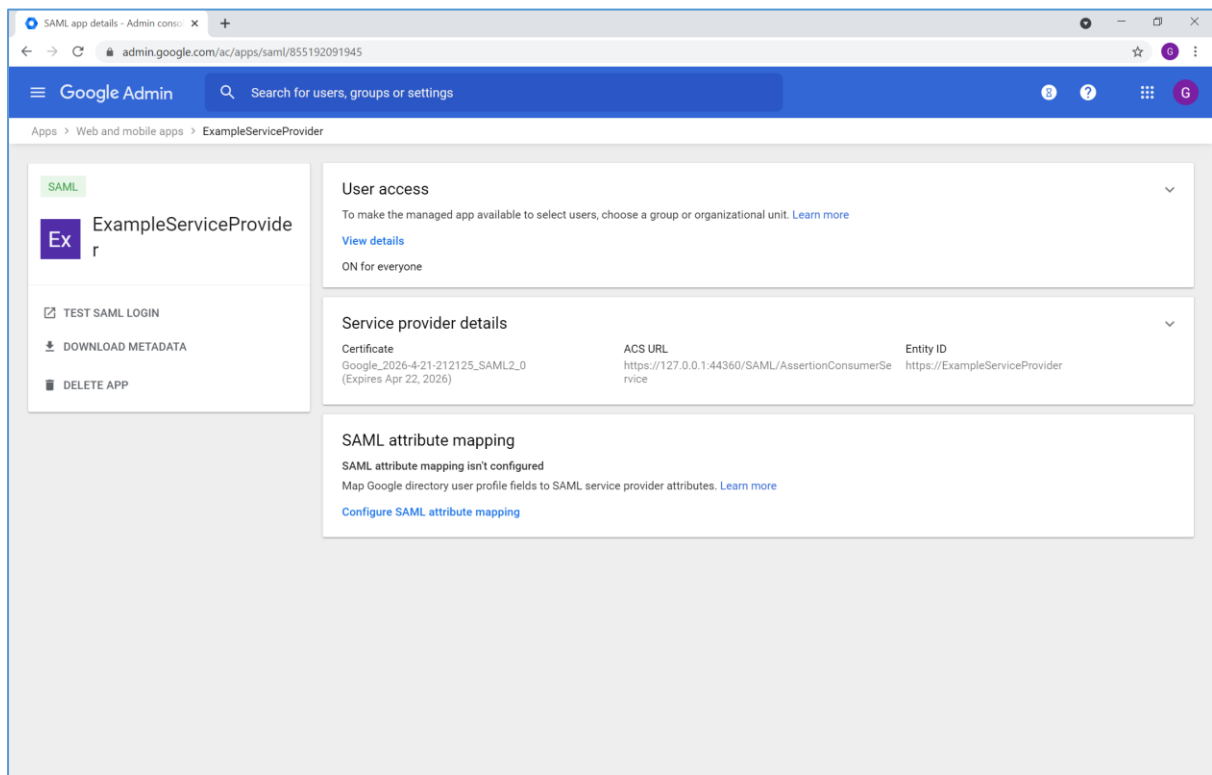 SAML app details - Admin consol
admin.google.com/ac/apps/saml/855192091945
G
Google Admin
Search for users, groups or settings
?
G
Apps > Web and mobile apps > ExampleServiceProvider
SAML
Ex
ExampleServiceProvide
r
TEST SAML LOGIN
DOWNLOAD METADATA
DELETE APP
User access
To make the managed app available to select users, choose a group or organizational unit. Learn more
View details
ON for everyone
Service provider details
Certificate
Google_2026-4-21-212125_SAML2_0
(Expires Apr 22, 2026)
ACS URL
https://127.0.0.1:44360/SAML/AssertionConsumerSe
rvice
Entity ID
https://ExampleServiceProvider
SAML attribute mapping
SAML attribute mapping isn't configured
Map Google directory user profile fields to SAML service provider attributes. Learn more
Configure SAML attribute mapping